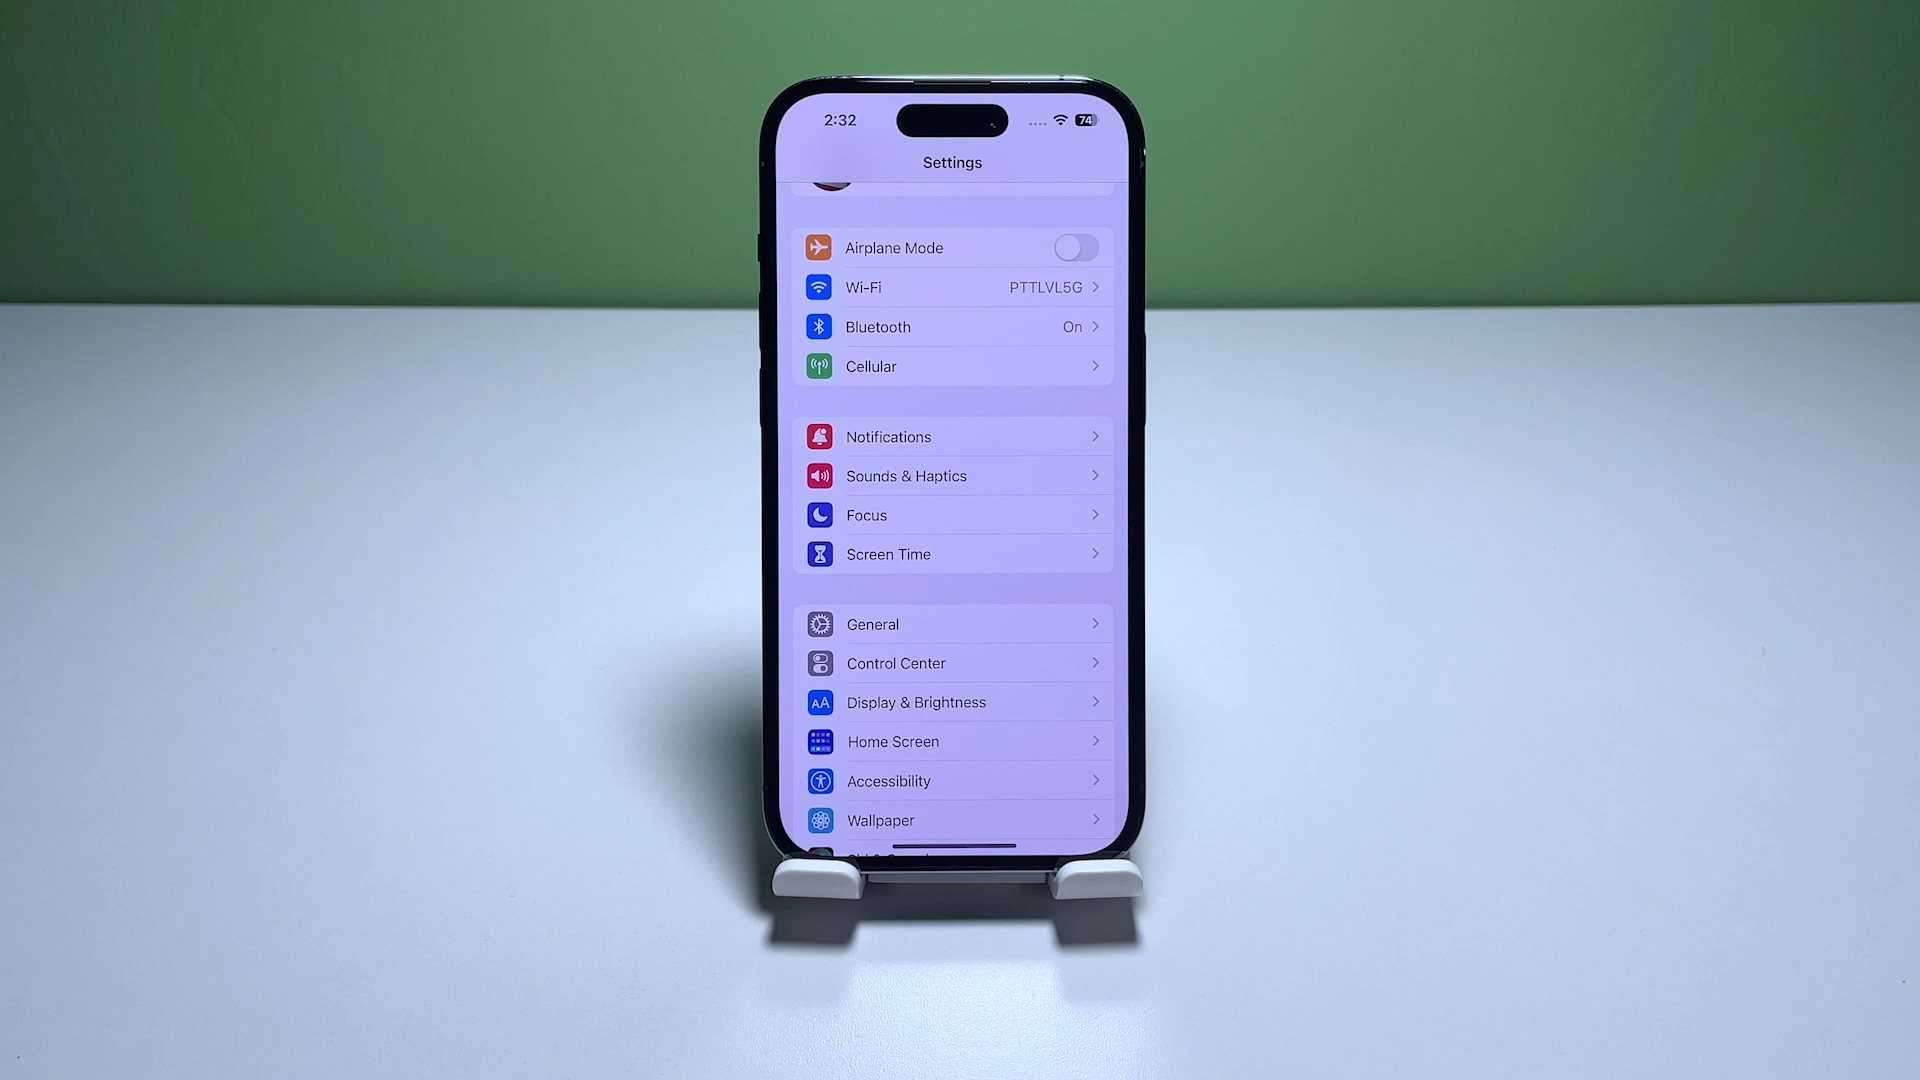 2:32
74
Settings
Airplane Mode
Wi-Fi PTTLVL5G
Bluetooth On
Cellular
Notifications
Sounds & Haptics
Focus
Screen Time
General
Control Center
AA Display & Brightness
Home Screen
Accessibility
Wallpaper